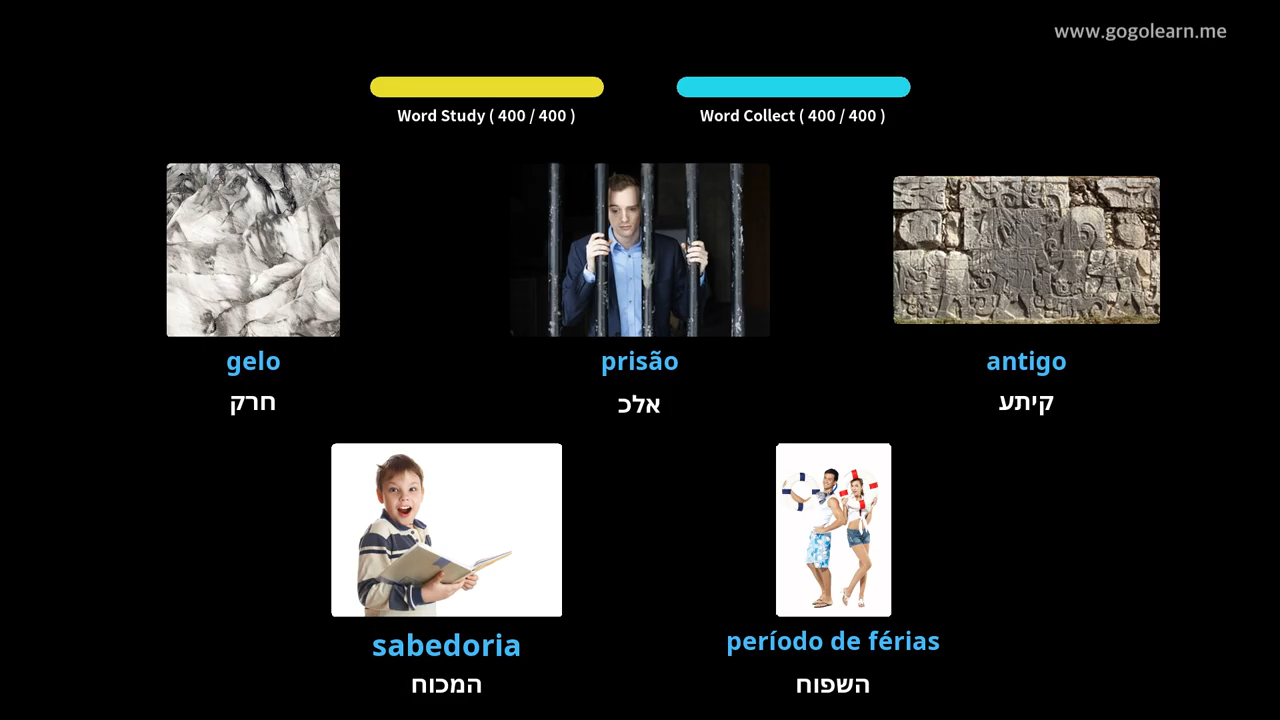 www.gogolearn.me
Word Study ( 400 / 400 )
Word Collect ( 400 / 400 )
gelo
חרק
prisão
אלכ
antigo
קיתע
sabedoria
המכוח
período de férias
השפוח